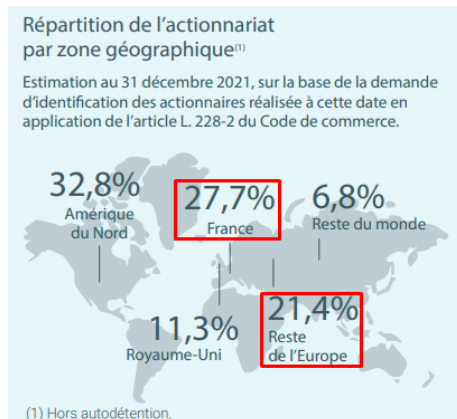 Répartition de l’actionnariat
par zone géographique(1)
Estimation au 31 décembre 2021, sur la base de la demande
d’identification des actionnaires réalisée à cette date en
application de l’article L. 228-2 du Code de commerce.
32,8%
Amérique
du Nord
27,7%
France
6,8%
Reste du monde
11,3%
Royaume-Uni
21,4%
Reste
de l’Europe
(1) Hors autodétention.